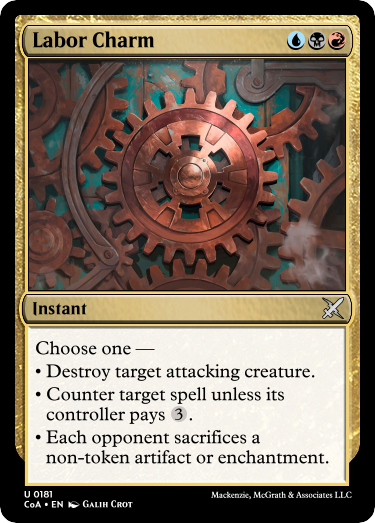 Labor Charm
Instant
Choose one —
• Destroy target attacking creature.
• Counter target spell unless its
controller pays 3.
• Each opponent sacrifices a
non-token artifact or enchantment.
U 0181
CoA • EN Galih Crot
Mackenzie, McGrath & Associates LLC